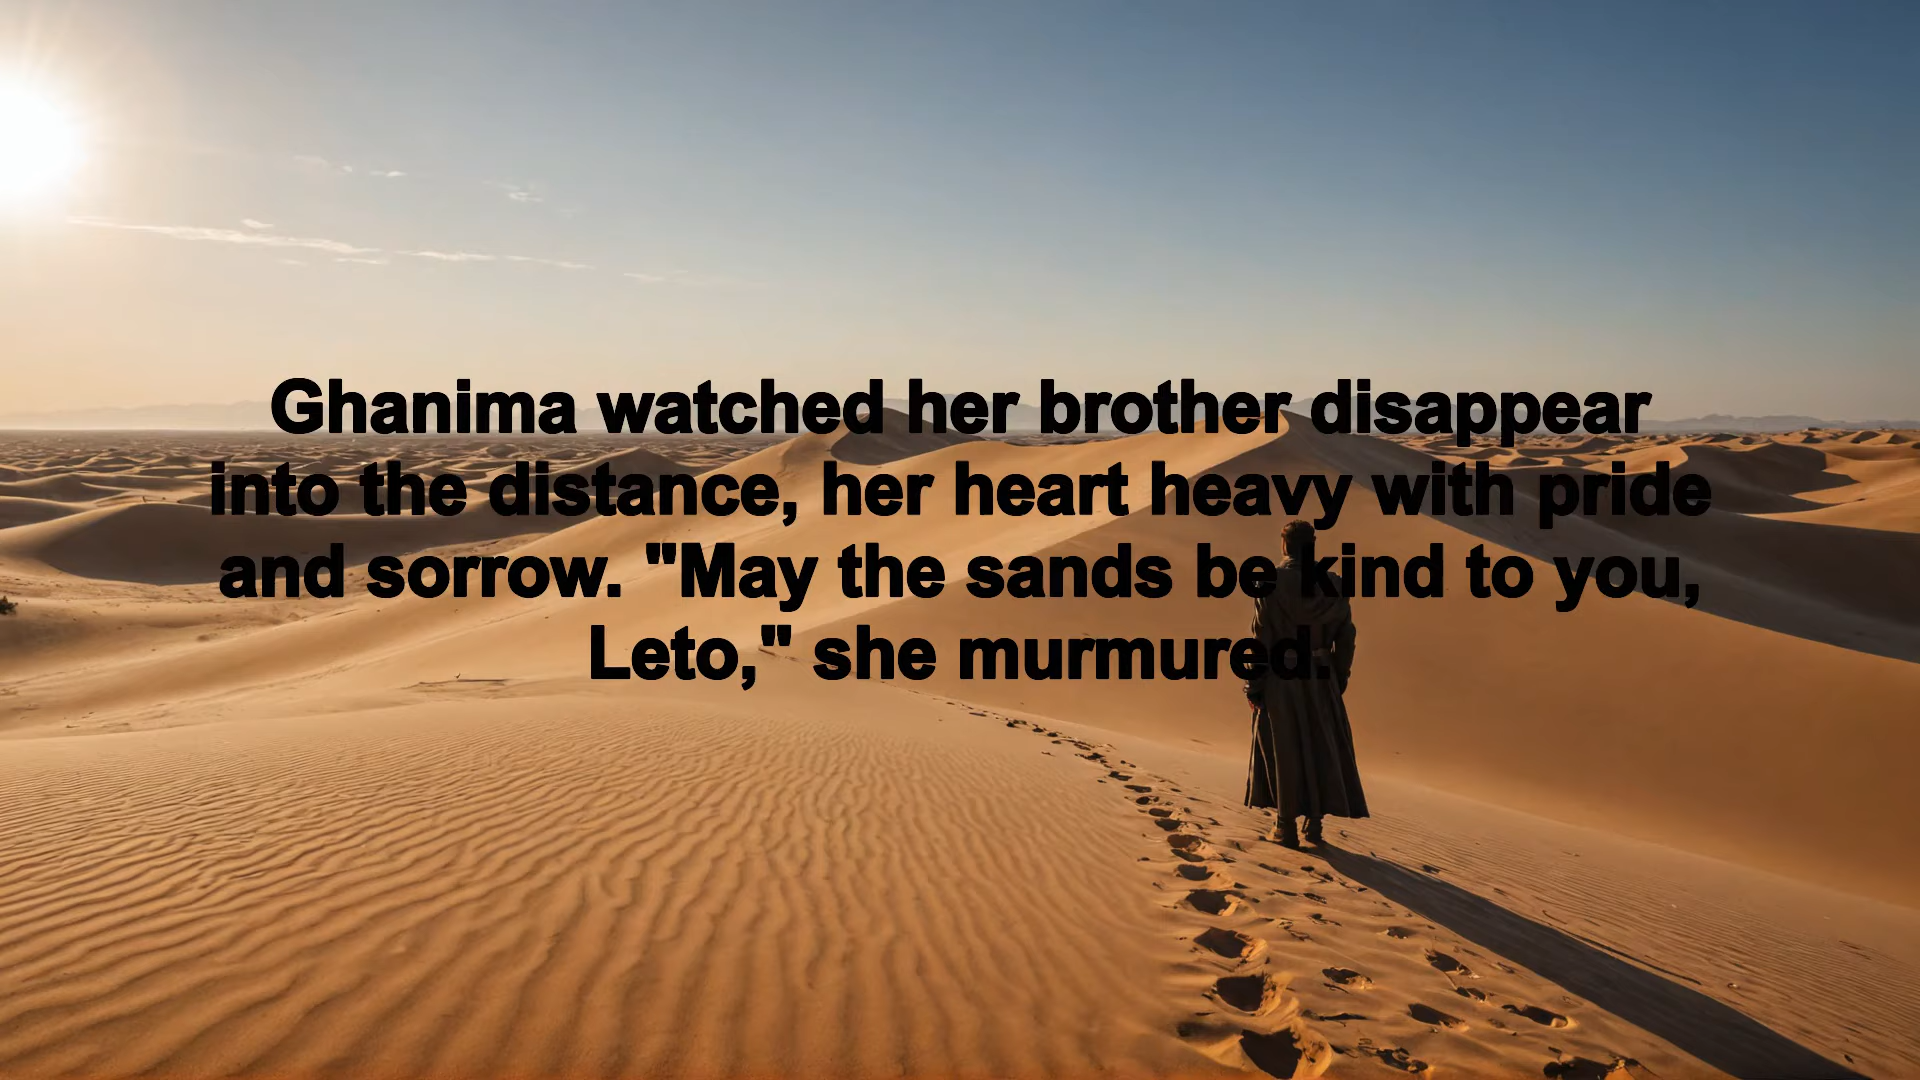 Ghanima watched her brother disappear
into the distance, her heart heavy with pride
and sorrow. "May the sands be kind to you,
Leto," she murmured.